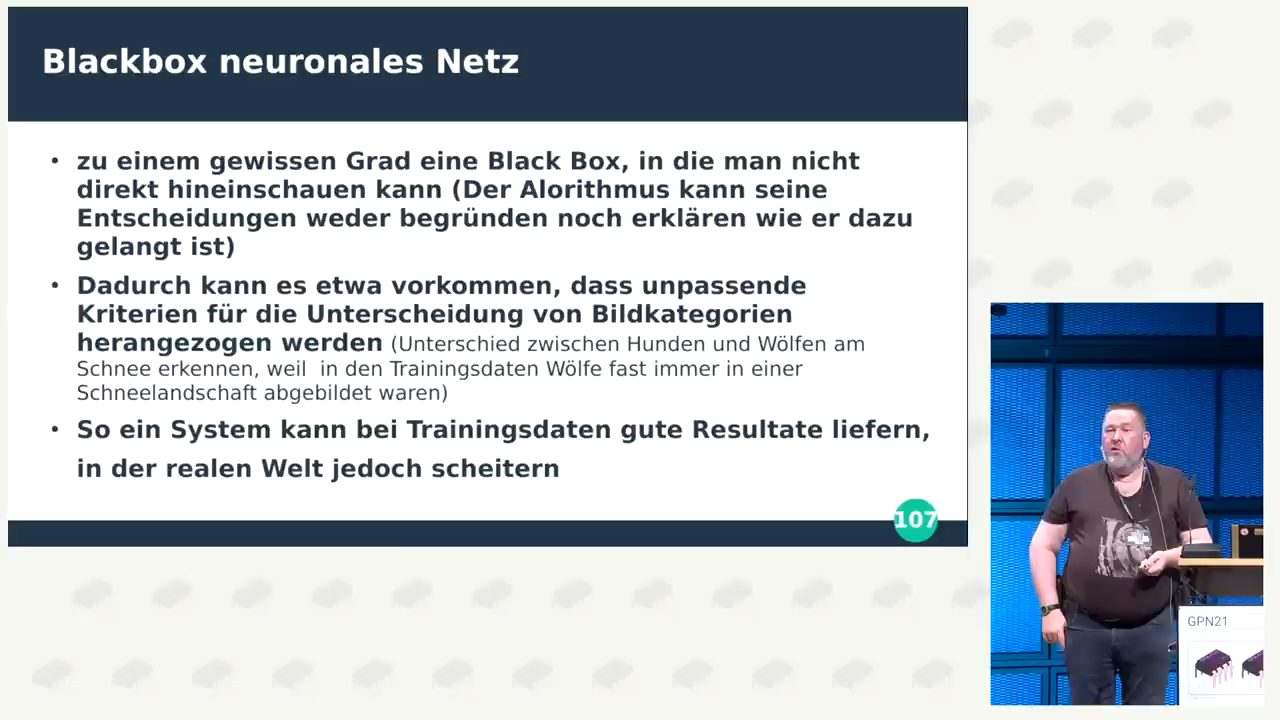 Blackbox neuronales Netz
• zu einem gewissen Grad eine Black Box, in die man nicht
direkt hineinschauen kann (Der Alorithmus kann seine
Entscheidungen weder begründen noch erklären wie er dazu
gelangt ist)
• Dadurch kann es etwa vorkommen, dass unpassende
Kriterien für die Unterscheidung von Bildkategorien
herangezogen werden (Unterschied zwischen Hunden und Wölfen am
Schnee erkennen, weil  in den Trainingsdaten Wölfe fast immer in einer
Schneelandschaft abgebildet waren)
• So ein System kann bei Trainingsdaten gute Resultate liefern,
in der realen Welt jedoch scheitern
107
GPN21